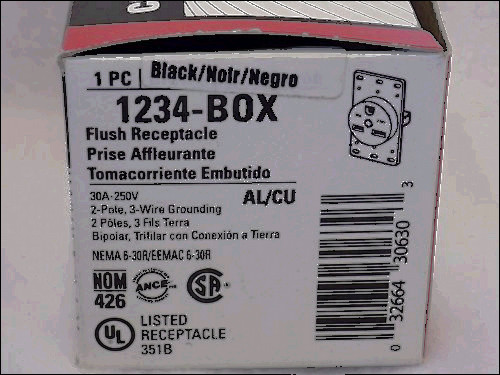 1 PC
Black/Noir/Negro
1234-BOX
Flush Receptacle
Prise Affleurante
Tomacorriente Embutido
30A-250V
AL/CU
2-Pole, 3-Wire Grounding
2 Pôles, 3 Fils Terra
Bipolar, Trifilar con Conexión a Tierra
NEMA 6-30R/EEMAC 6-30R
NOM
426
ANCE
SA
UL
LISTED
RECEPTACLE
351B
0 32664 30630 3